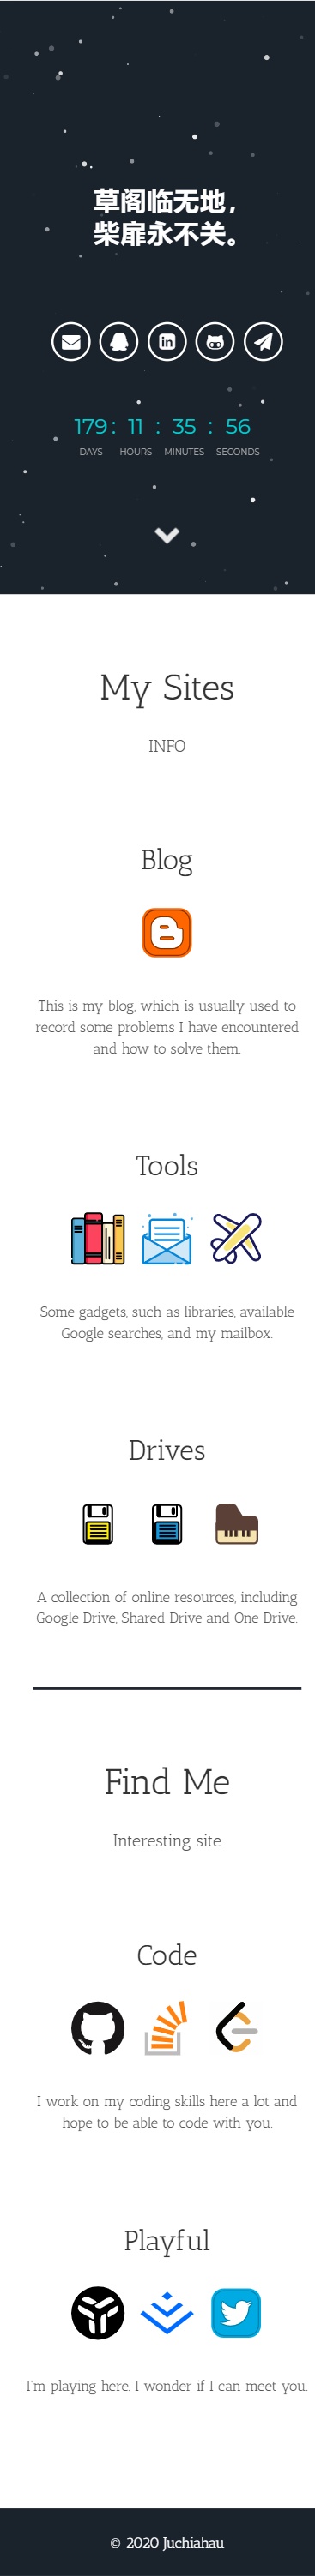 草阁临无地，
柴扉永不关。
179 : 11 : 35 : 56
DAYS HOURS MINUTES SECONDS
My Sites
INFO
Blog
This is my blog, which is usually used to
record some problems I have encountered
and how to solve them.
Tools
Some gadgets, such as libraries, available
Google searches, and my mailbox.
Drives
A collection of online resources, including
Google Drive, Shared Drive and One Drive.
Find Me
Interesting site
Code
I work on my coding skills here a lot and
hope to be able to code with you.
Playful
I'm playing here. I wonder if I can meet you.
© 2020 Juchiahau